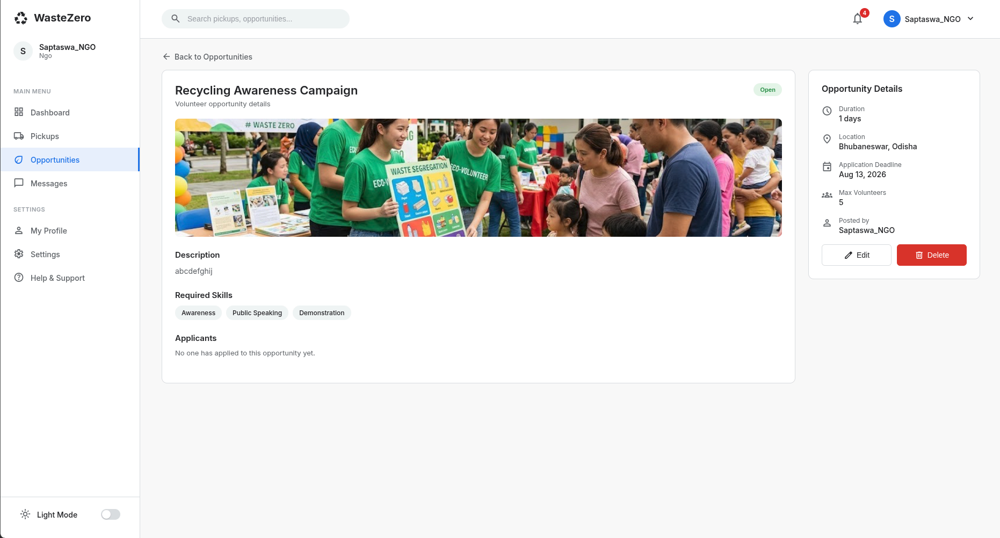 WasteZero
S
Saptaswa_NGO
Ngo
MAIN MENU
Dashboard
Pickups
Opportunities
Messages
SETTINGS
My Profile
Settings
Help & Support
Light Mode
Search pickups, opportunities...
4
S
Saptaswa_NGO
Back to Opportunities
Recycling Awareness Campaign
Open
Volunteer opportunity details
# WASTE ZERO
WASTE SEGREGATION
ECO-VOLUNTEER
Description
abcdefghij
Required Skills
Awareness
Public Speaking
Demonstration
Applicants
No one has applied to this opportunity yet.
Opportunity Details
Duration
1 days
Location
Bhubaneswar, Odisha
Application Deadline
Aug 13, 2026
Max Volunteers
5
Posted by
Saptaswa_NGO
Edit
Delete